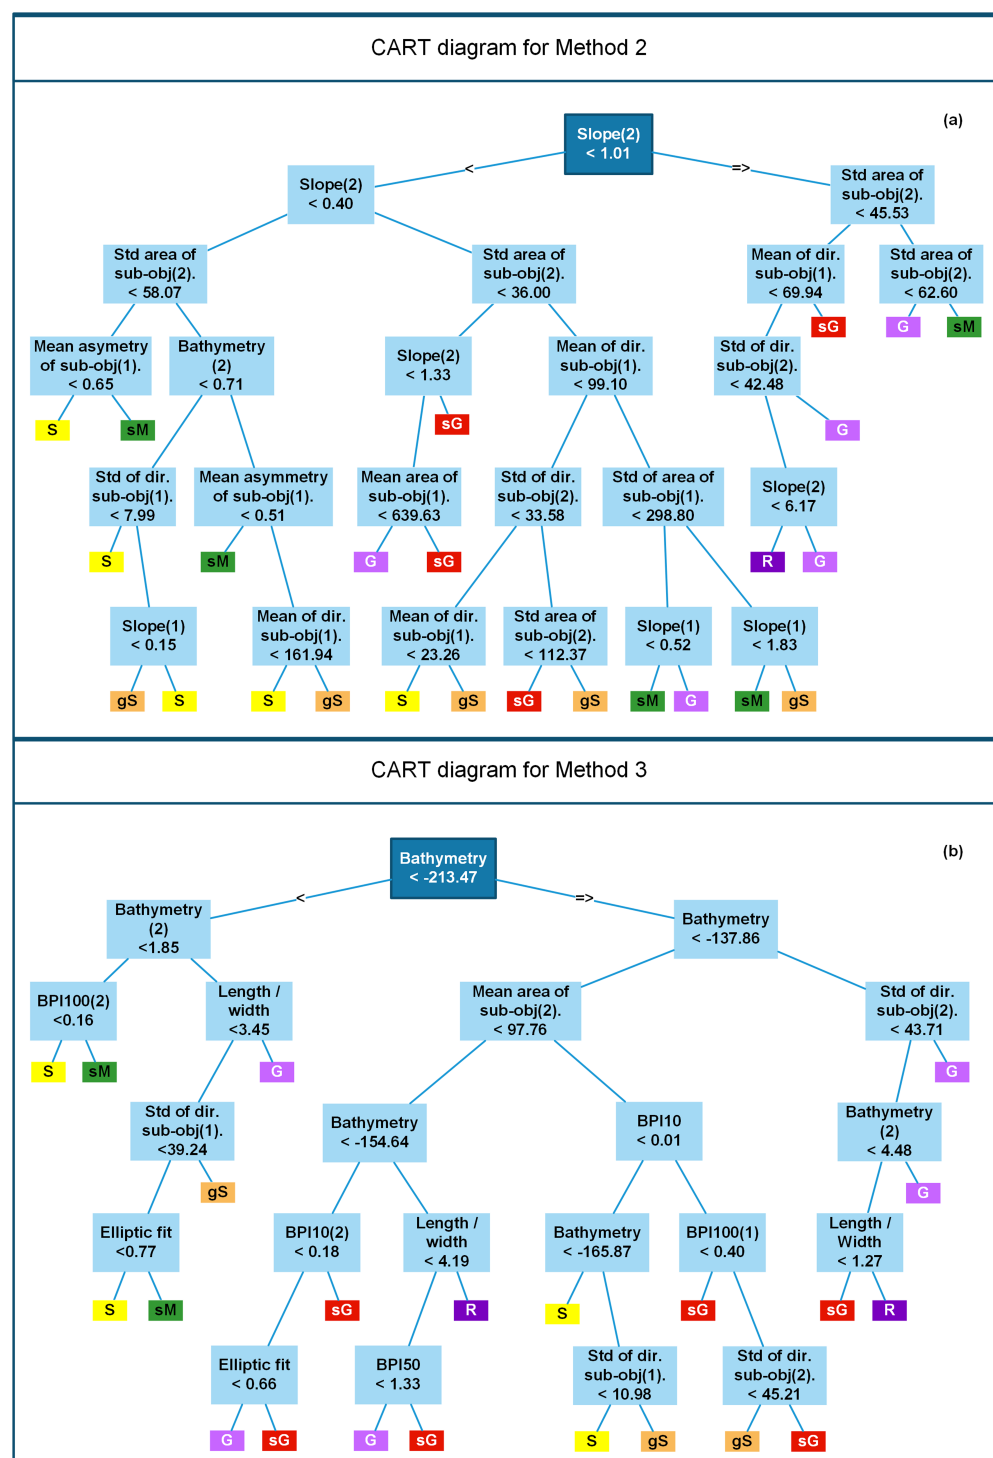 CART diagram for Method 2
(a)
Slope(2)
< 1.01
<
=>
Slope(2)
< 0.40
Std area of
sub-obj(2).
< 45.53
Std area of
sub-obj(2).
< 58.07
Std area of
sub-obj(2).
< 36.00
Mean of dir.
sub-obj(1).
< 69.94
Std area of
sub-obj(2).
< 62.60
sG
G
sM
Mean asymetry
of sub-obj(1).
< 0.65
Bathymetry
(2)
< 0.71
Slope(2)
< 1.33
Mean of dir.
sub-obj(1).
< 99.10
Std of dir.
sub-obj(2).
< 42.48
S
sM
sG
G
Std of dir.
sub-obj(1).
< 7.99
Mean asymmetry
of sub-obj(1).
< 0.51
Mean area of
sub-obj(1).
< 639.63
Std of dir.
sub-obj(2).
< 33.58
Std of area of
sub-obj(1).
< 298.80
Slope(2)
< 6.17
S
sM
G
sG
R
G
Slope(1)
< 0.15
Mean of dir.
sub-obj(1).
< 161.94
Mean of dir.
sub-obj(1).
< 23.26
Std area of
sub-obj(2).
< 112.37
Slope(1)
< 0.52
Slope(1)
< 1.83
gS
S
S
gS
S
gS
sG
gS
sM
G
sM
gS
CART diagram for Method 3
(b)
Bathymetry
< -213.47
<
=>
Bathymetry
(2)
<1.85
Bathymetry
< -137.86
BPI100(2)
<0.16
Length /
width
<3.45
Mean area of
sub-obj(2).
< 97.76
Std of dir.
sub-obj(2).
< 43.71
S
sM
G
G
Std of dir.
sub-obj(1).
<39.24
Bathymetry
< -154.64
BPI10
< 0.01
Bathymetry
(2)
< 4.48
gS
G
Elliptic fit
<0.77
BPI10(2)
< 0.18
Length /
width
< 4.19
Bathymetry
< -165.87
BPI100(1)
< 0.40
Length /
Width
< 1.27
S
sM
sG
R
S
sG
sG
R
Elliptic fit
< 0.66
BPI50
< 1.33
Std of dir.
sub-obj(1).
< 10.98
Std of dir.
sub-obj(2).
< 45.21
G
sG
G
sG
S
gS
gS
sG